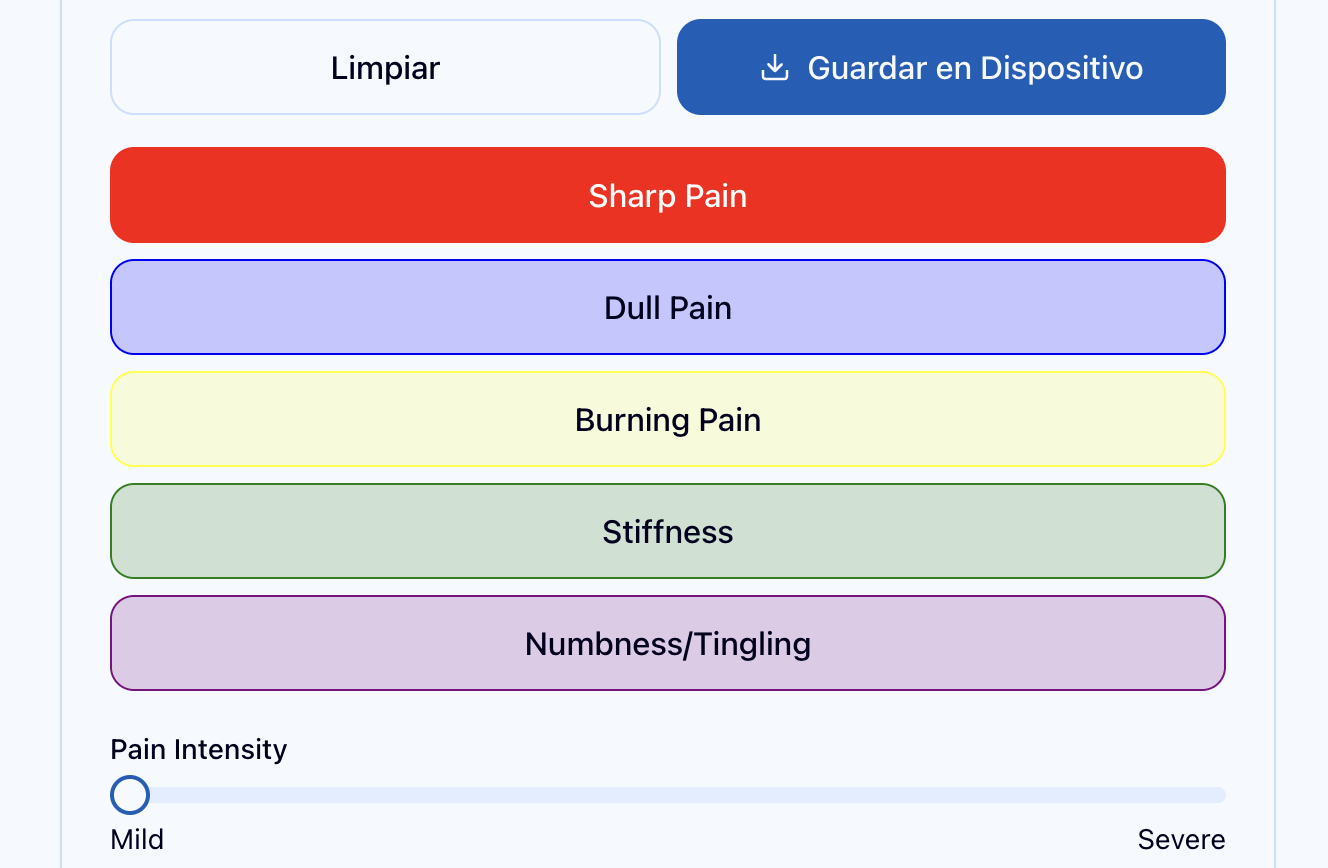 Limpiar
Guardar en Dispositivo
Sharp Pain
Dull Pain
Burning Pain
Stiffness
Numbness/Tingling
Pain Intensity
Mild
Severe